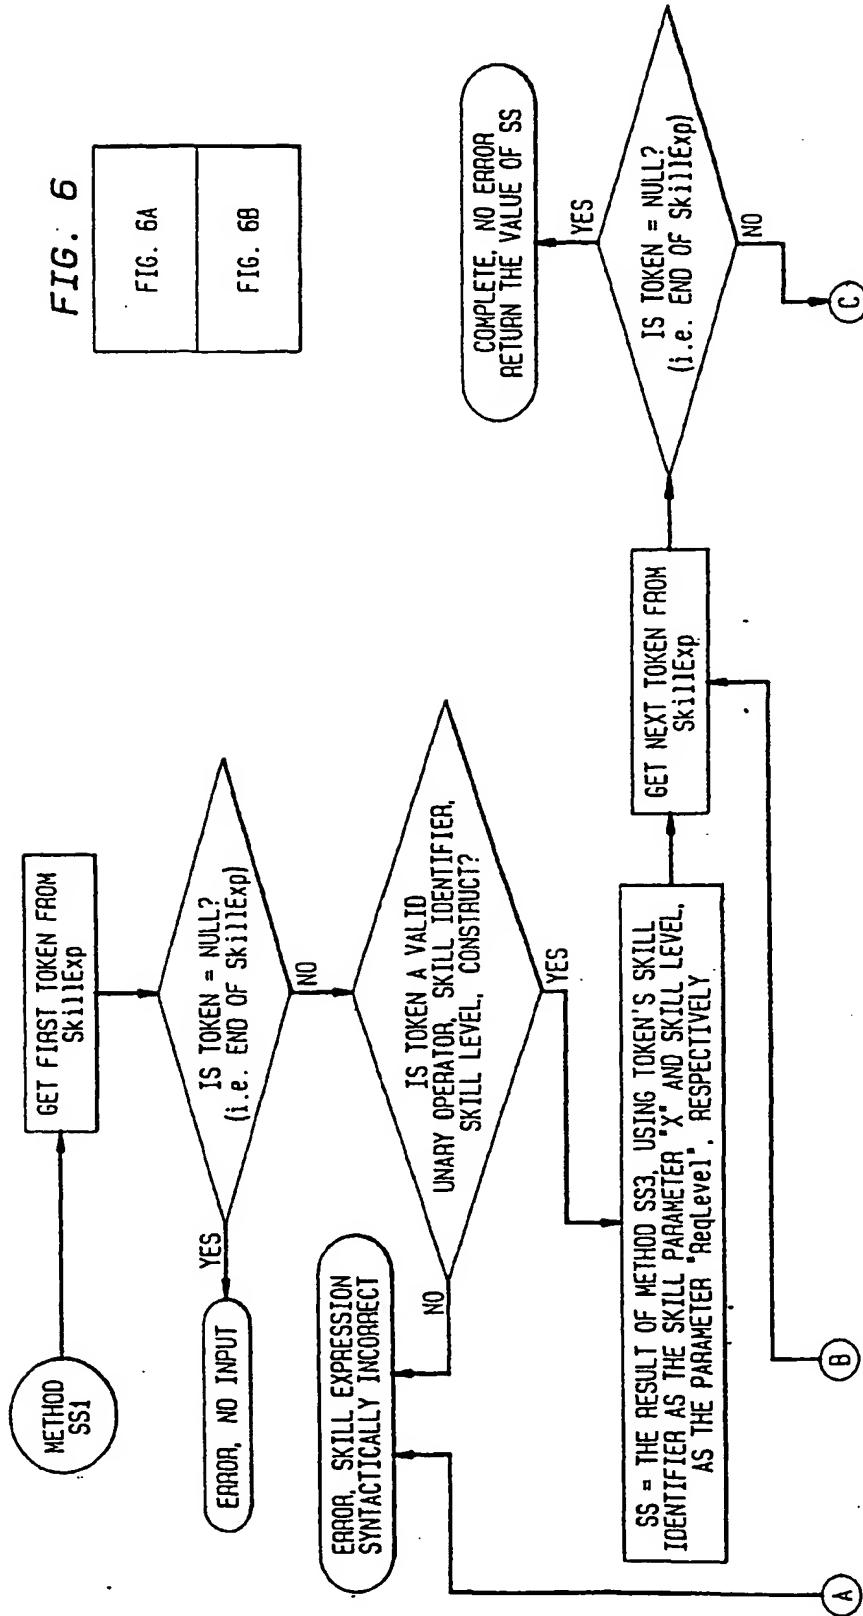 FIG. 6
FIG. 6A
FIG. 6B
METHOD
SS1
GET FIRST TOKEN FROM
SkillExp
IS TOKEN = NULL?
(i.e. END OF SkillExp)
YES
NO
ERROR, NO INPUT
IS TOKEN A VALID
UNARY OPERATOR, SKILL IDENTIFIER,
SKILL LEVEL, CONSTRUCT?
NO
YES
ERROR, SKILL EXPRESSION
SYNTACTICALLY INCORRECT
SS = THE RESULT OF METHOD SS3, USING TOKEN'S SKILL
IDENTIFIER AS THE SKILL PARAMETER "X" AND SKILL LEVEL,
AS THE PARAMETER "ReqLevel", RESPECTIVELY
GET NEXT TOKEN FROM
SkillExp
IS TOKEN = NULL?
(i.e. END OF SkillExp)
YES
NO
COMPLETE, NO ERROR
RETURN THE VALUE OF SS
A
B
C